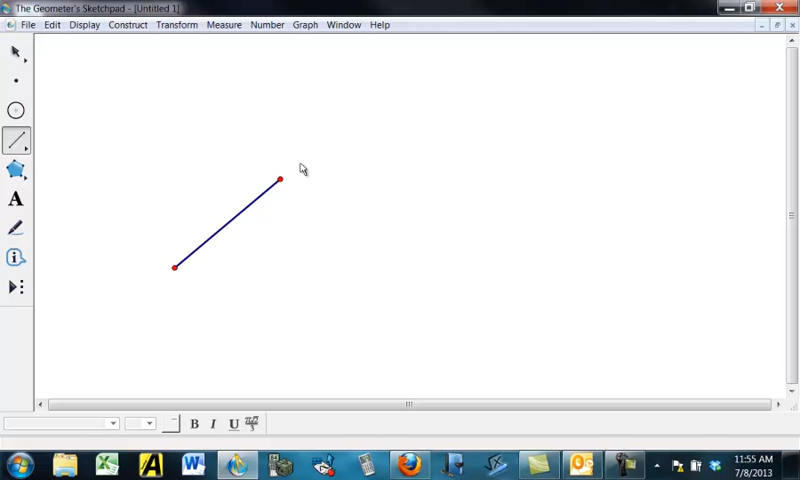 The Geometer's Sketchpad - [Untitled 1]
File Edit Display Construct Transform Measure Number Graph Window Help
A
i
B I U
11:55 AM
7/8/2013